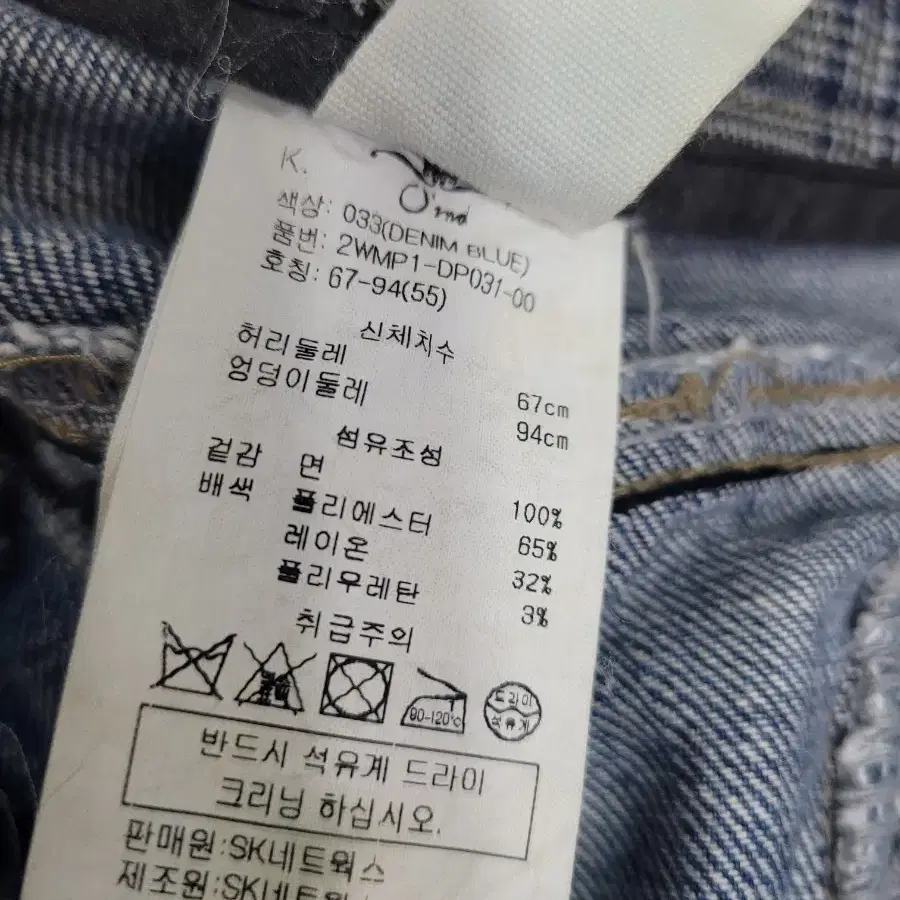 K.
O'2nd
색상: 033(DENIM BLUE)
품번: 2WMP1-DP031-00
호칭: 67-94(55)
신체치수
허리둘레 67cm
엉덩이둘레 94cm
섬유조성
겉감 면 100%
배색 폴리에스터 65%
레이온 32%
폴리우레탄 3%
취급주의
80-120℃
드라이
석유계
반드시 석유계 드라이
크리닝 하십시오.
판매원:SK네트웍스
제조원:SK네트웍스